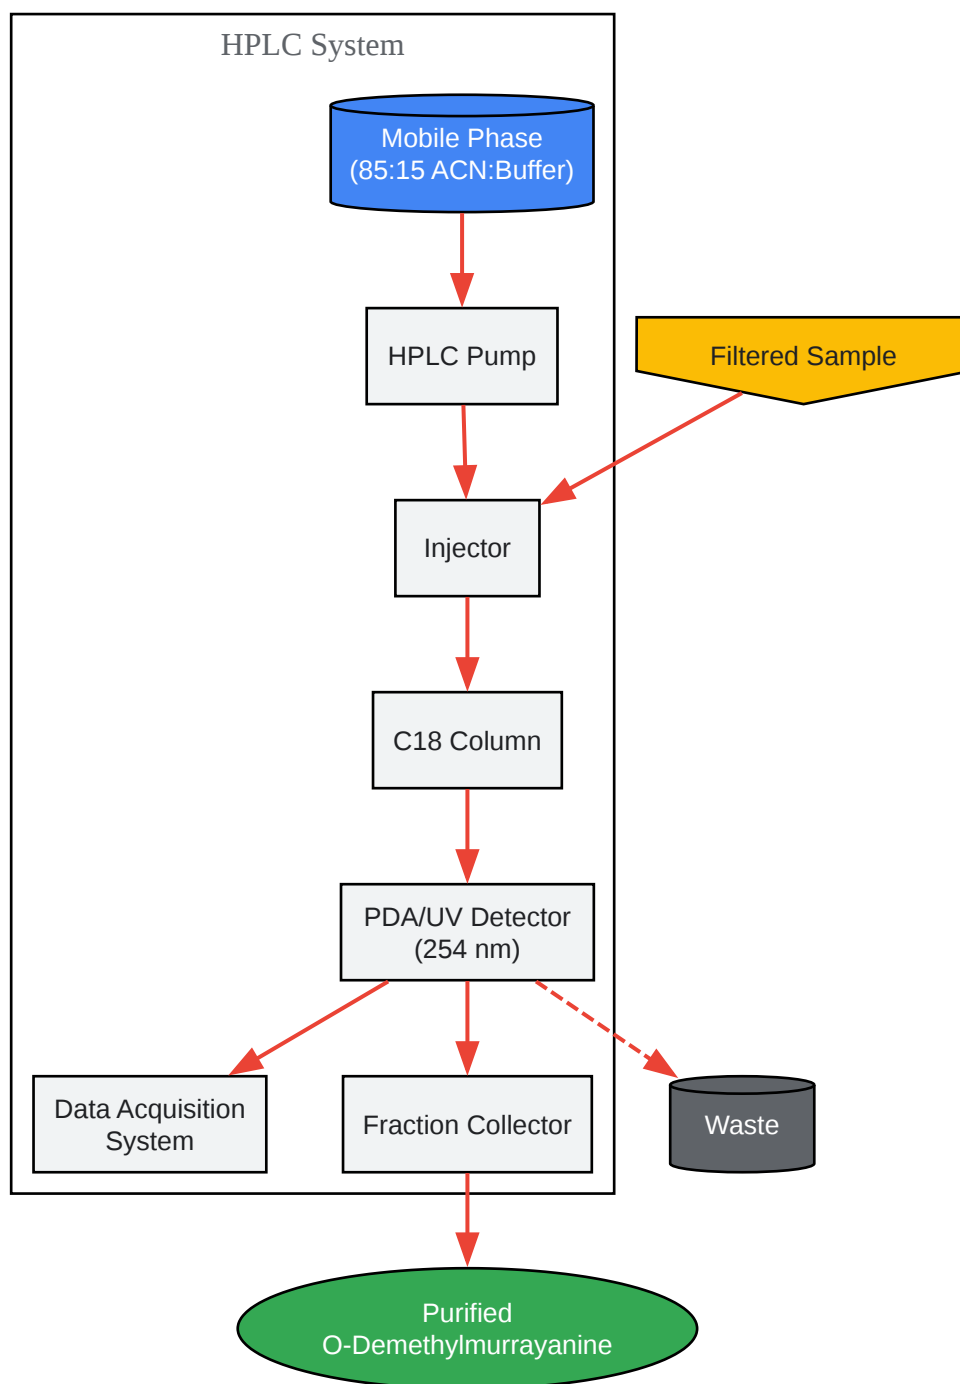 HPLC System
Mobile Phase
(85:15 ACN:Buffer)
HPLC Pump
Filtered Sample
Injector
C18 Column
PDA/UV Detector
(254 nm)
Data Acquisition
System
Fraction Collector
Waste
Purified
O-Demethylmurrayanine